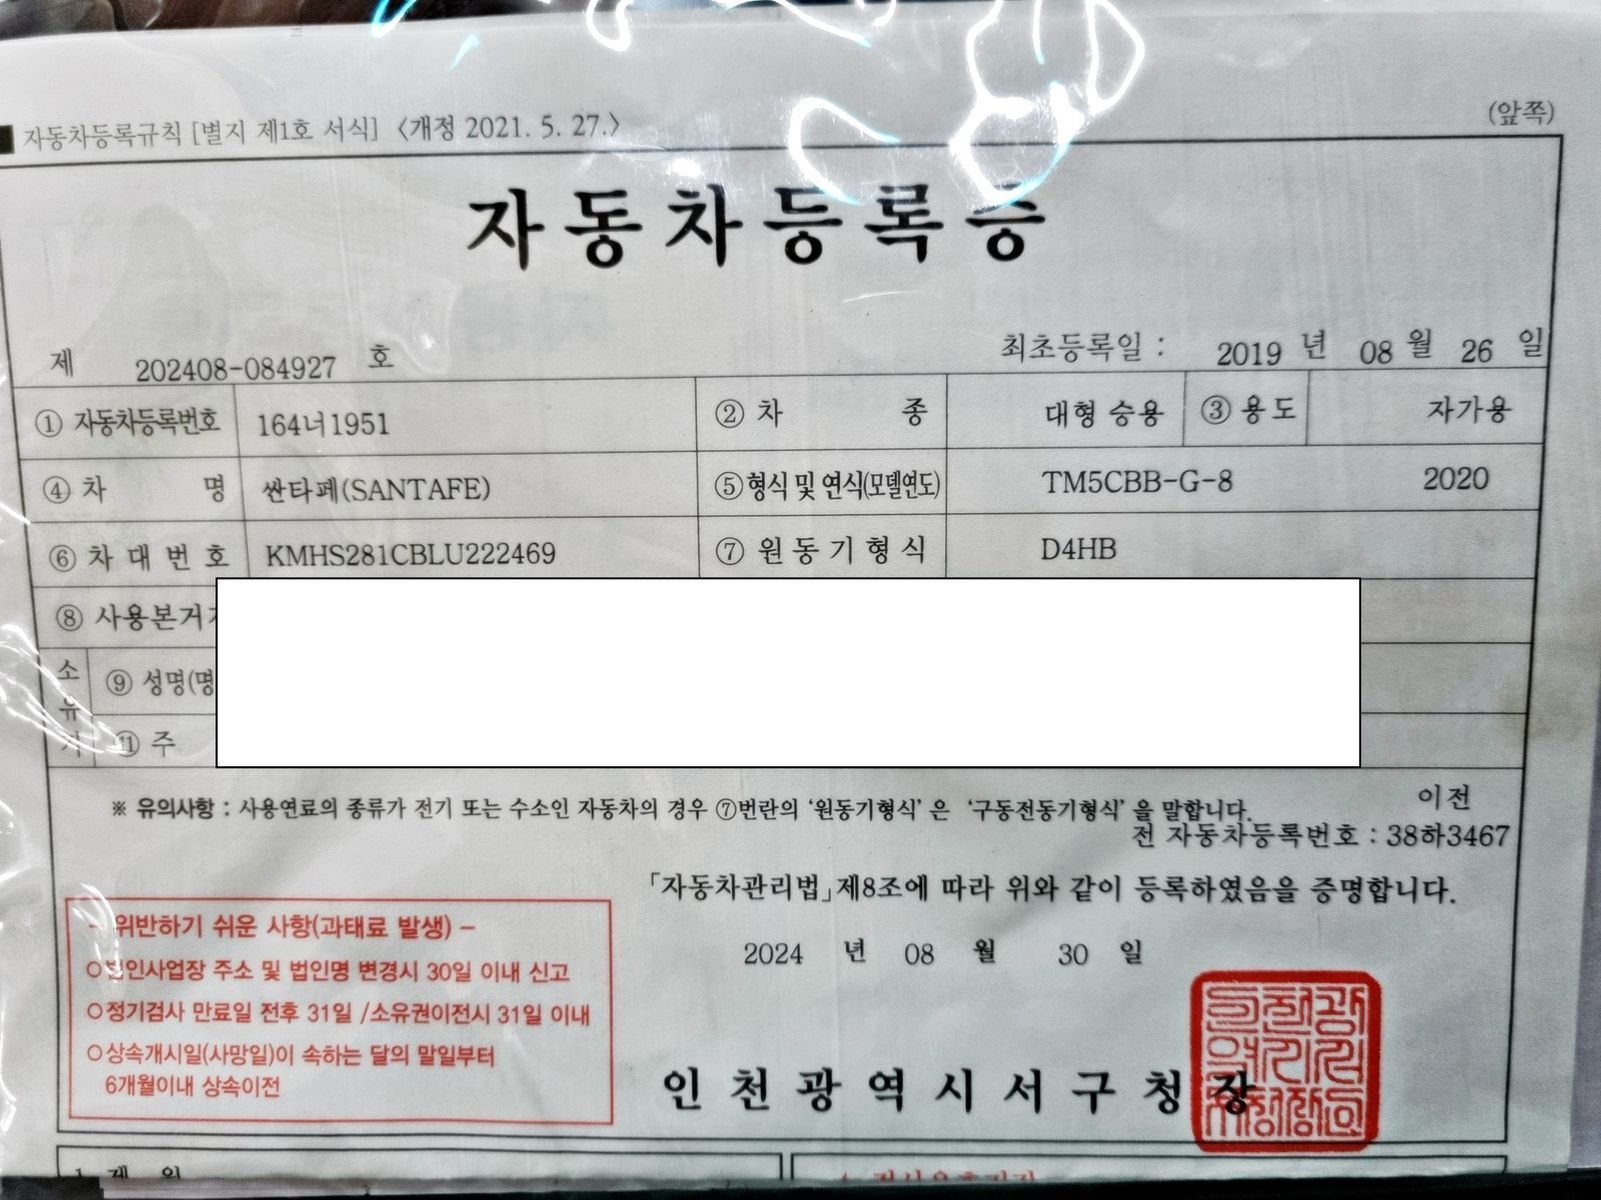 자동차등록규칙 [별지 제1호 서식] <개정 2021. 5. 27.>
(앞쪽)
자동차등록증
제 202408-084927 호
최초등록일 : 2019 년 08 월 26 일
① 자동차등록번호 164너1951 ② 차 종 대형 승용 ③ 용도 자가용
④ 차 명 싼타페(SANTAFE) ⑤ 형식 및 연식(모델연도) TM5CBB-G-8 2020
⑥ 차대번호 KMHS281CBLU222469 ⑦ 원동기형식 D4HB
⑧ 사용본거
소유
⑨ 성명(명
⑪ 주
※ 유의사항 : 사용연료의 종류가 전기 또는 수소인 자동차의 경우 ⑦번란의 '원동기형식' 은 '구동전동기형식' 을 말합니다.
이전
전 자동차등록번호 : 38하3467
「자동차관리법」제8조에 따라 위와 같이 등록하였음을 증명합니다.
- 위반하기 쉬운 사항(과태료 발생) -
○법인사업장 주소 및 법인명 변경시 30일 이내 신고
○정기검사 만료일 전후 31일 /소유권이전시 31일 이내
○상속개시일(사망일)이 속하는 달의 말일부터
6개월이내 상속이전
2024 년 08 월 30 일
인천광역시서구청장
1. 제 원